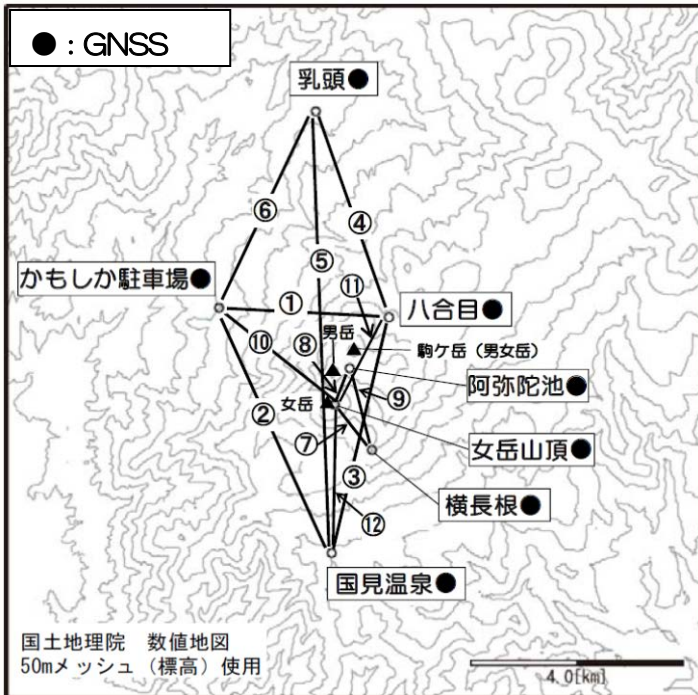 ●：GNSS
乳頭●
⑥
④
⑤
かもしか駐車場●
①
⑪
八合目●
⑩
⑧
男岳
駒ケ岳（男女岳）
阿弥陀池●
女岳
⑨
②
⑦
女岳山頂●
③
横長根●
⑫
国見温泉●
国土地理院　数値地図
50mメッシュ（標高）使用
4.0[km]